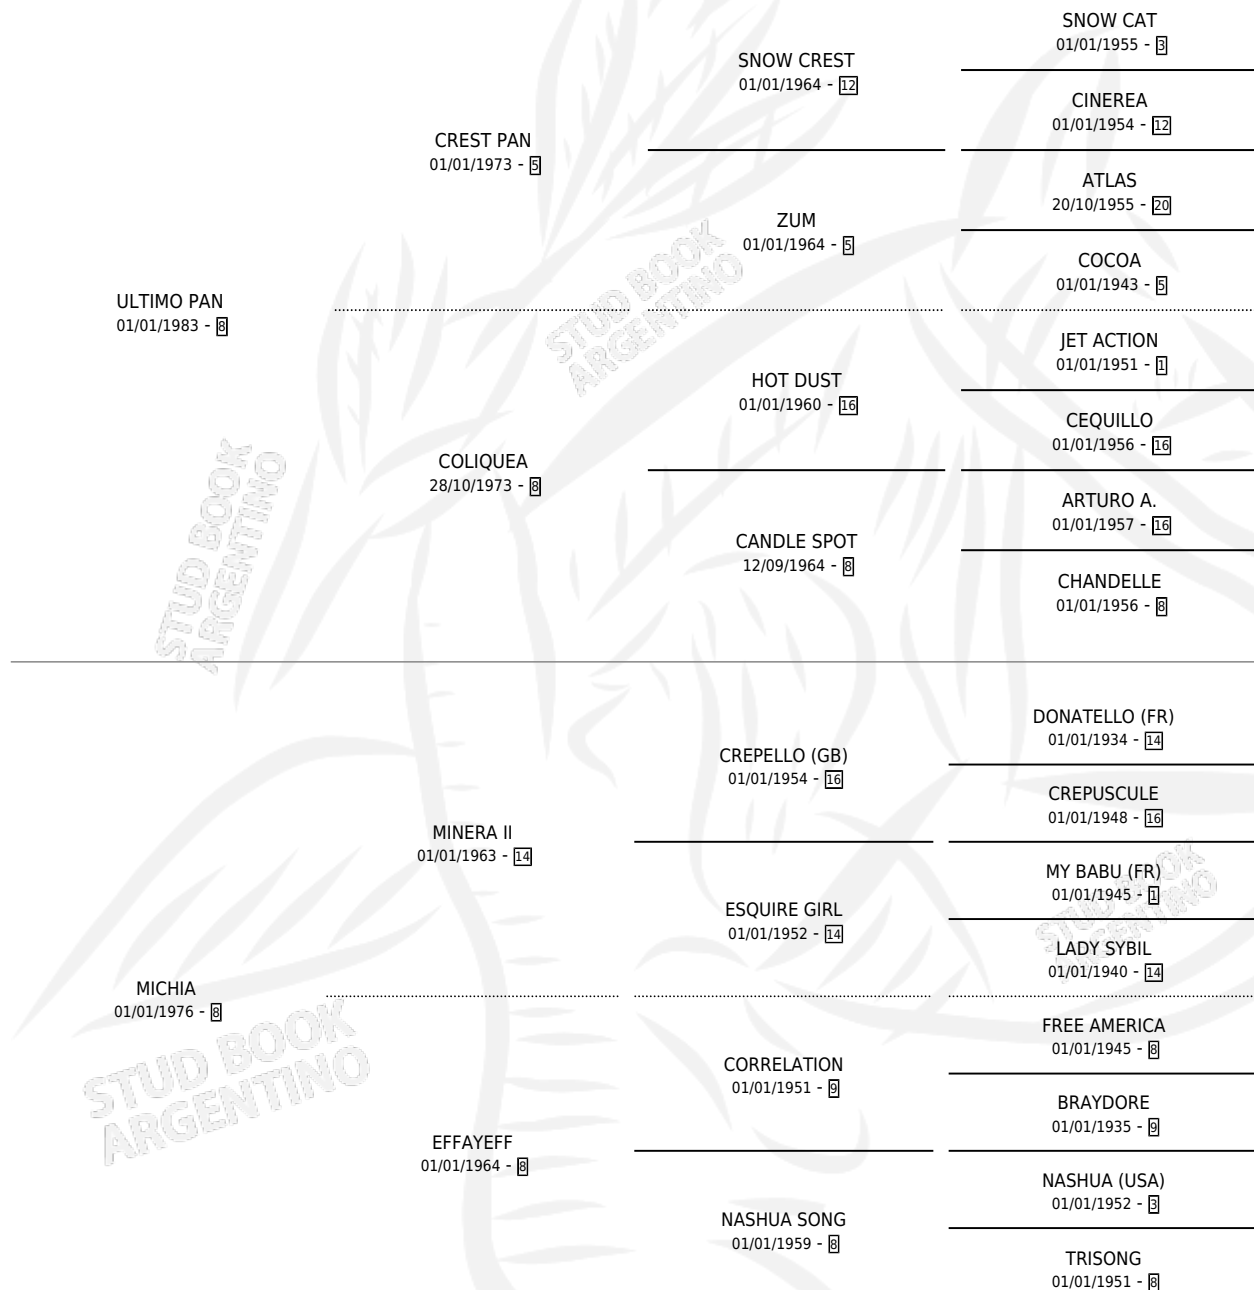 SNOW CAT
01/01/1955 - 3
SNOW CREST
01/01/1964 - 12
CINEREA
01/01/1954 - 12
CREST PAN
01/01/1973 - 5
ATLAS
20/10/1955 - 20
ZUM
01/01/1964 - 5
COCOA
01/01/1943 - 5
ULTIMO PAN
01/01/1983 - 8
JET ACTION
01/01/1951 - 1
HOT DUST
01/01/1960 - 16
CEQUILLO
01/01/1956 - 16
COLIQUEA
28/10/1973 - 8
ARTURO A.
01/01/1957 - 16
CANDLE SPOT
12/09/1964 - 8
CHANDELLE
01/01/1956 - 8
STUD BOOK
ARGENTINO
STUD BOOK
ARGENTINO
DONATELLO (FR)
01/01/1934 - 14
CREPELLO (GB)
01/01/1954 - 16
CREPUSCULE
01/01/1948 - 16
MINERA II
01/01/1963 - 14
MY BABU (FR)
01/01/1945 - 1
ESQUIRE GIRL
01/01/1952 - 14
LADY SYBIL
01/01/1940 - 14
MICHIA
01/01/1976 - 8
FREE AMERICA
01/01/1945 - 8
CORRELATION
01/01/1951 - 9
BRAYDORE
01/01/1935 - 9
EFFAYEFF
01/01/1964 - 8
NASHUA (USA)
01/01/1952 - 3
NASHUA SONG
01/01/1959 - 8
TRISONG
01/01/1951 - 8
STUD BOOK
ARGENTINO
STUD BOOK
ARGENTINO